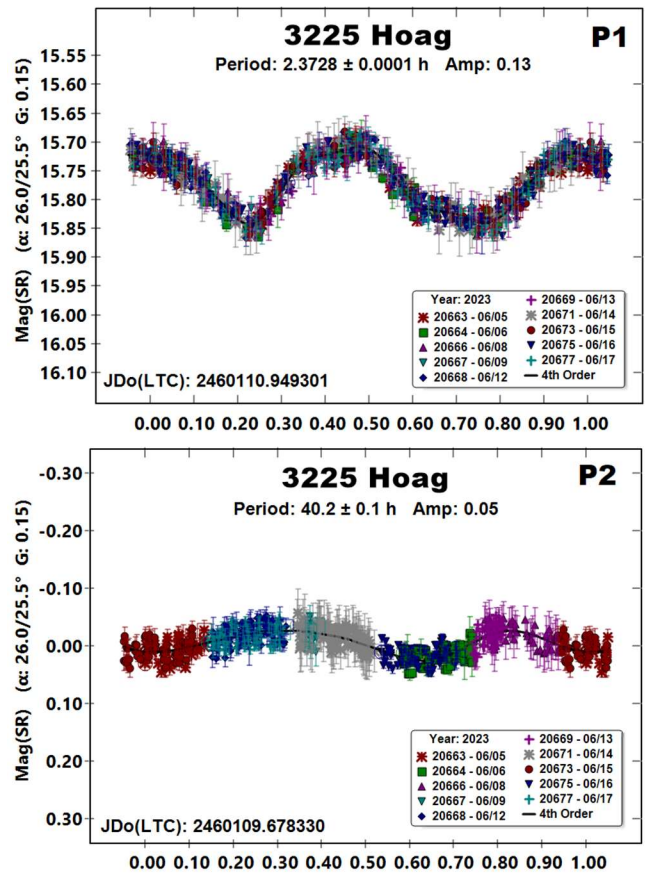 3225 Hoag
P1
Period: 2.3728 ± 0.0001 h Amp: 0.13
Mag(SR) (α: 26.0/25.5° G: 0.15)
15.55
15.60
15.65
15.70
15.75
15.80
15.85
15.90
15.95
16.00
16.05
16.10
Year: 2023
20663 - 06/05
20664 - 06/06
20666 - 06/08
20667 - 06/09
20668 - 06/12
20669 - 06/13
20671 - 06/14
20673 - 06/15
20675 - 06/16
20677 - 06/17
4th Order
JDo(LTC): 2460110.949301
0.00 0.10 0.20 0.30 0.40 0.50 0.60 0.70 0.80 0.90 1.00
3225 Hoag
P2
Period: 40.2 ± 0.1 h Amp: 0.05
Mag(SR) (α: 26.0/25.5° G: 0.15)
-0.30
-0.20
-0.10
0.00
0.10
0.20
0.30
Year: 2023
20663 - 06/05
20664 - 06/06
20666 - 06/08
20667 - 06/09
20668 - 06/12
20669 - 06/13
20671 - 06/14
20673 - 06/15
20675 - 06/16
20677 - 06/17
4th Order
JDo(LTC): 2460109.678330
0.00 0.10 0.20 0.30 0.40 0.50 0.60 0.70 0.80 0.90 1.00